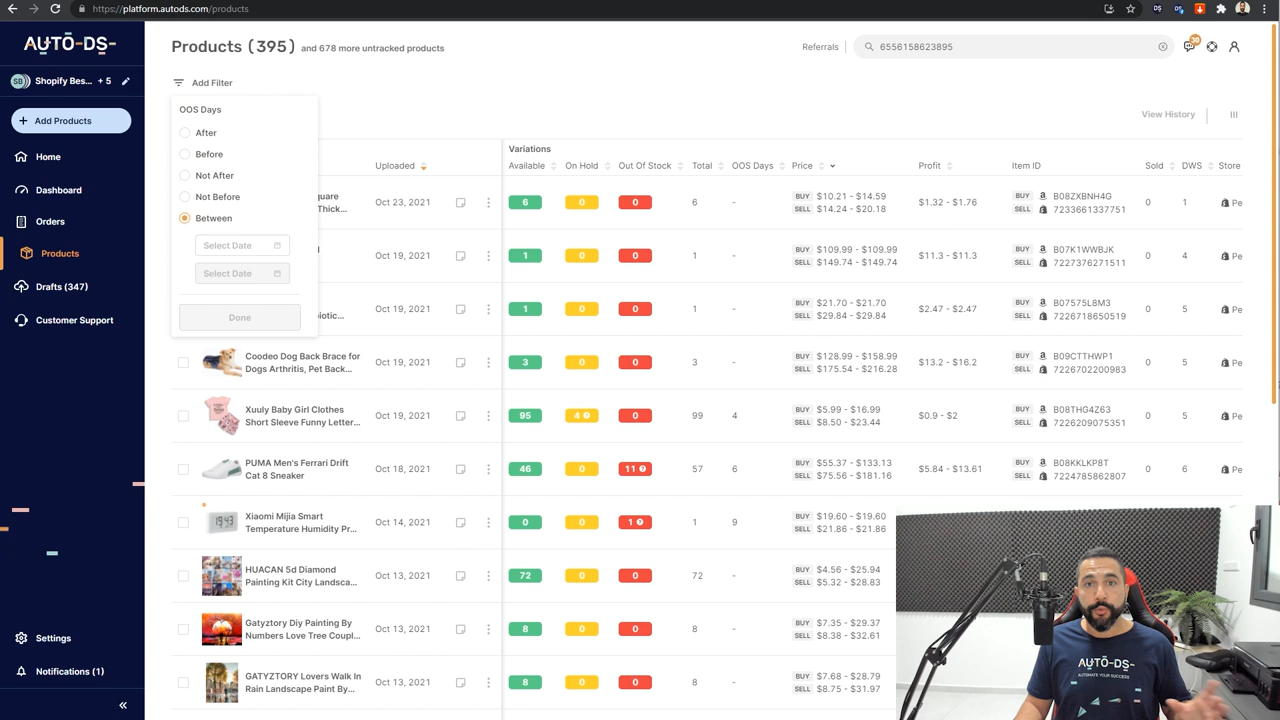 https://platform.autods.com
AUTO-DS-
SB Shopify Bes... + 5
+ Add Products
Home
Dashboard
Orders
Products
Drafts (347)
Customer Support
Settings
Notifications (1)
Products (395) and 678 more untracked products
Referrals
6556158623895
30
Add Filter
View History
OOS Days
After
Before
Not After
Not Before
Between
Select Date
Select Date
Done
Variations
Uploaded Available On Hold Out Of Stock Total OOS Days Price Profit Item ID Sold DWS Store
quare
Thick...
Oct 23, 2021 6 0 0 6 - BUY $10.21 - $14.59 $1.32 - $1.76 BUY B08ZXBNH4G 0 1 Pe
SELL $14.24 - $20.18 SELL 7233661337751
Oct 19, 2021 1 0 0 1 - BUY $109.99 - $109.99 $11.3 - $11.3 BUY B07K1WWBJK 0 4 Pe
SELL $149.74 - $149.74 SELL 7227376271511
iotic...
Oct 19, 2021 1 0 0 1 - BUY $21.70 - $21.70 $2.47 - $2.47 BUY B07575L8M3 0 5 Pe
SELL $29.84 - $29.84 SELL 7226718650519
Coodeo Dog Back Brace for
Dogs Arthritis, Pet Back...
Oct 19, 2021 3 0 0 3 - BUY $128.99 - $158.99 $13.2 - $16.2 BUY B09CTTHWP1 0 5 Pe
SELL $175.54 - $216.28 SELL 7226702200983
Xuuly Baby Girl Clothes
Short Sleeve Funny Letter...
Oct 19, 2021 95 4 0 99 4 BUY $5.99 - $16.99 $0.9 - $2 BUY B08THG4Z63 0 5 Pe
SELL $8.50 - $23.44 SELL 7226209075351
PUMA Men's Ferrari Drift
Cat 8 Sneaker
Oct 18, 2021 46 0 11 57 6 BUY $55.37 - $133.13 $5.84 - $13.61 BUY B08KKLKP8T 0 6 Pe
SELL $75.56 - $181.16 SELL 7224785862807
Xiaomi Mijia Smart
Temperature Humidity Pr...
Oct 14, 2021 0 0 1 1 9 BUY $19.60 - $19.60
SELL $21.86 - $21.86
HUACAN 5d Diamond
Painting Kit City Landsca...
Oct 13, 2021 72 0 0 72 - BUY $4.56 - $25.94
SELL $5.32 - $28.83
Gatyztory Diy Painting By
Numbers Love Tree Coupl...
Oct 13, 2021 8 0 0 8 - BUY $7.35 - $29.37
SELL $8.38 - $32.61
GATYZTORY Lovers Walk In
Rain Landscape Paint By...
Oct 13, 2021 8 0 0 8 - BUY $7.68 - $28.79
SELL $8.75 - $31.97
AUTO-DS-
AUTOMATE YOUR SUCCESS